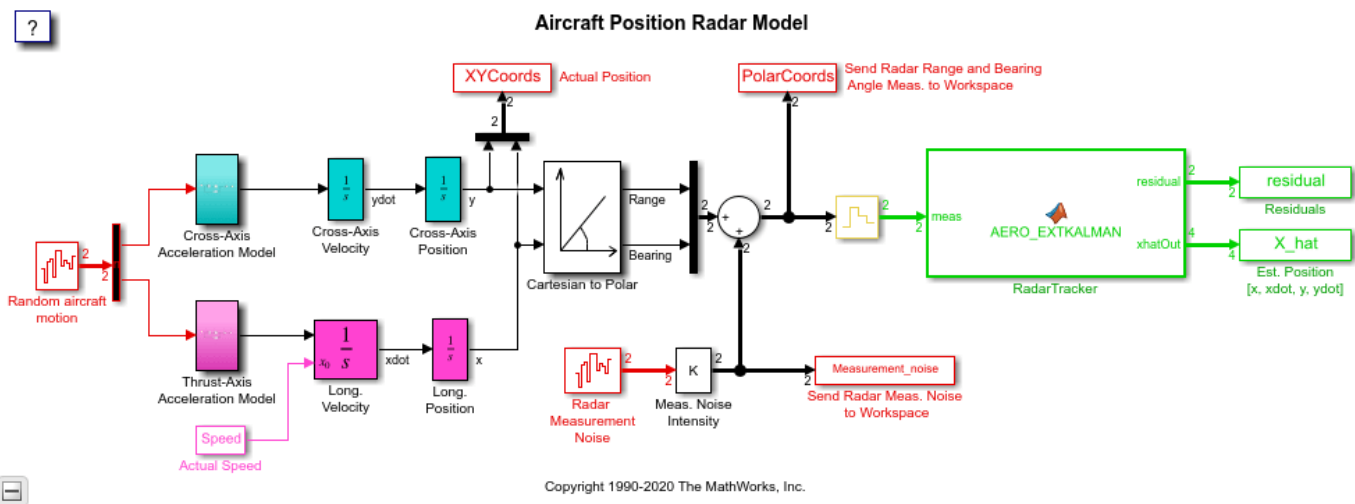 ?
Aircraft Position Radar Model
XYCoords
Actual Position
2
2
PolarCoords
Send Radar Range and Bearing
Angle Meas. to Workspace
2
Cross-Axis
Acceleration Model
1
s
ydot
Cross-Axis
Velocity
1
s
y
Cross-Axis
Position
Range
Bearing
Cartesian to Polar
2
2
+
+
2
2
2
2
meas
AERO_EXTKALMAN
residual
xhatOut
RadarTracker
2
2
residual
Residuals
4
4
X_hat
Est. Position
[x, xdot, y, ydot]
Random aircraft
motion
2
2
Thrust-Axis
Acceleration Model
1
s
x0
xdot
Long.
Velocity
1
s
x
Long.
Position
Speed
Actual Speed
Radar
Measurement
Noise
2
2
K
Meas. Noise
Intensity
2
2
2
Measurement_noise
Send Radar Meas. Noise
to Workspace
Copyright 1990-2020 The MathWorks, Inc.